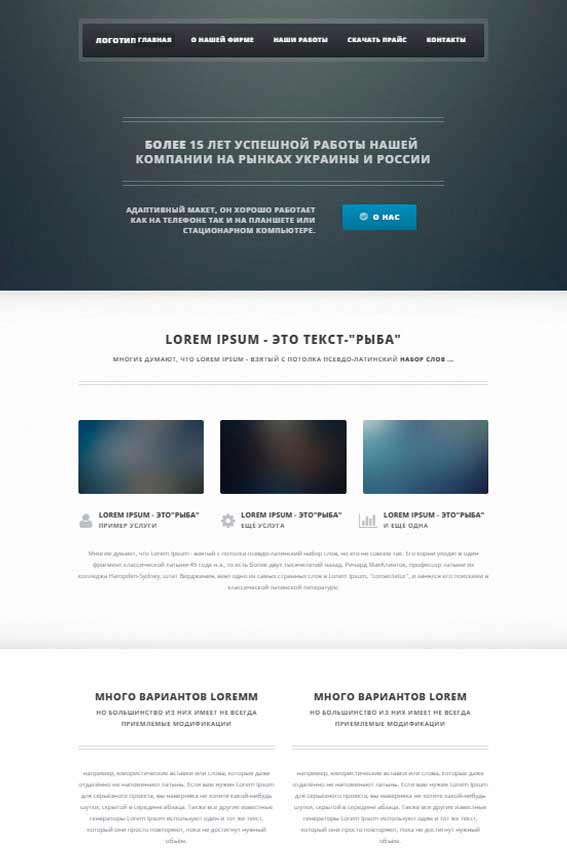 ЛОГОТИП ГЛАВНАЯ О НАШЕЙ ФИРМЕ НАШИ РАБОТЫ СКАЧАТЬ ПРАЙС КОНТАКТЫ
БОЛЕЕ 15 ЛЕТ УСПЕШНОЙ РАБОТЫ НАШЕЙ
КОМПАНИИ НА РЫНКАХ УКРАИНЫ И РОССИИ
АДАПТИВНЫЙ МАКЕТ, ОН ХОРОШО РАБОТАЕТ
КАК НА ТЕЛЕФОНЕ ТАК И НА ПЛАНШЕТЕ ИЛИ
СТАЦИОНАРНОМ КОМПЬЮТЕРЕ.
О НАС
LOREM IPSUM - ЭТО ТЕКСТ-"РЫБА"
МНОГИЕ ДУМАЮТ, ЧТО LOREM IPSUM - ВЗЯТЫЙ С ПОТОЛКА ПСЕВДО-ЛАТИНСКИЙ НАБОР СЛОВ ...
LOREM IPSUM - ЭТО"РЫБА"
ПРИМЕР УСЛУГИ
LOREM IPSUM - ЭТО"РЫБА"
ЕЩЁ УСЛУГА
LOREM IPSUM - ЭТО"РЫБА"
И ЕЩЁ ОДНА
Многие думают, что Lorem Ipsum - взятый с потолка псевдо-латинский набор слов, но это не совсем так. Его корни уходят в один
фрагмент классической латыни 45 года н.э., то есть более двух тысячелетий назад. Ричард МакКлинток, профессор латыни из
колледжа Hampden-Sydney, штат Вирджиния, взял одно из самых странных слов в Lorem Ipsum, "consectetur", и занялся его поисками в
классической латинской литературе.
МНОГО ВАРИАНТОВ LOREMM
НО БОЛЬШИНСТВО ИЗ НИХ ИМЕЕТ НЕ ВСЕГДА
ПРИЕМЛЕМЫЕ МОДИФИКАЦИИ
например, юмористические вставки или слова, которые даже
отдалённо не напоминают латынь. Если вам нужен Lorem Ipsum
для серьёзного проекта, вы наверняка не хотите какой-нибудь
шутки, скрытой в середине абзаца. Также все другие известные
генераторы Lorem Ipsum используют один и тот же текст,
который они просто повторяют, пока не достигнут нужный
объём.
МНОГО ВАРИАНТОВ LOREM
НО БОЛЬШИНСТВО ИЗ НИХ ИМЕЕТ НЕ ВСЕГДА
ПРИЕМЛЕМЫЕ МОДИФИКАЦИИ
например, юмористические вставки или слова, которые даже
отдалённо не напоминают латынь. Если вам нужен Lorem Ipsum
для серьёзного проекта, вы наверняка не хотите какой-нибудь
шутки, скрытой в середине абзаца. Также все другие известные
генераторы Lorem Ipsum используют один и тот же текст,
который они просто повторяют, пока не достигнут нужный
объём.